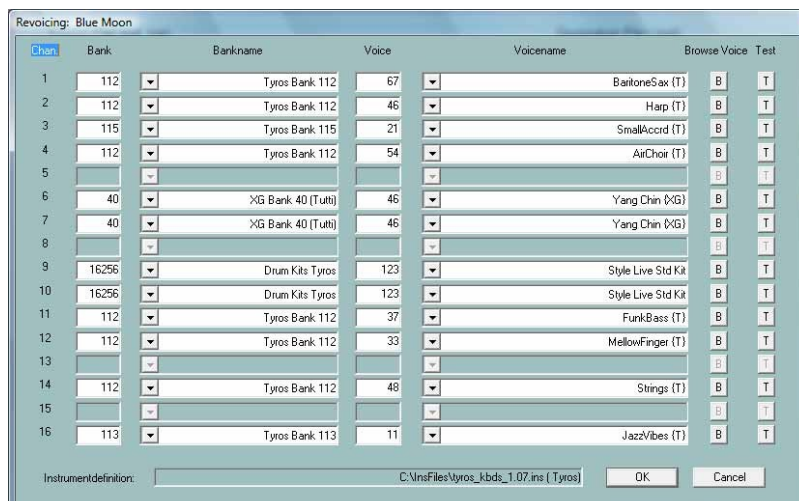 Revoicing: Blue Moon
Chan. Bank Bankname Voice Voicename Browse Voice Test
1 112 Tyros Bank 112 67 BaritoneSax {T} B T
2 112 Tyros Bank 112 46 Harp {T} B T
3 115 Tyros Bank 115 21 SmallAccrd {T} B T
4 112 Tyros Bank 112 54 AirChoir {T} B T
5 B T
6 40 XG Bank 40 (Tutti) 46 Yang Chin {XG} B T
7 40 XG Bank 40 (Tutti) 46 Yang Chin {XG} B T
8 B T
9 16256 Drum Kits Tyros 123 Style Live Std Kit B T
10 16256 Drum Kits Tyros 123 Style Live Std Kit B T
11 112 Tyros Bank 112 37 FunkBass {T} B T
12 112 Tyros Bank 112 33 MellowFinger {T} B T
13 B T
14 112 Tyros Bank 112 48 Strings {T} B T
15 B T
16 113 Tyros Bank 113 11 JazzVibes {T} B T
Instrumentdefinition: C:\InsFiles\tyros_kbds_1.07.ins ( Tyros) OK Cancel